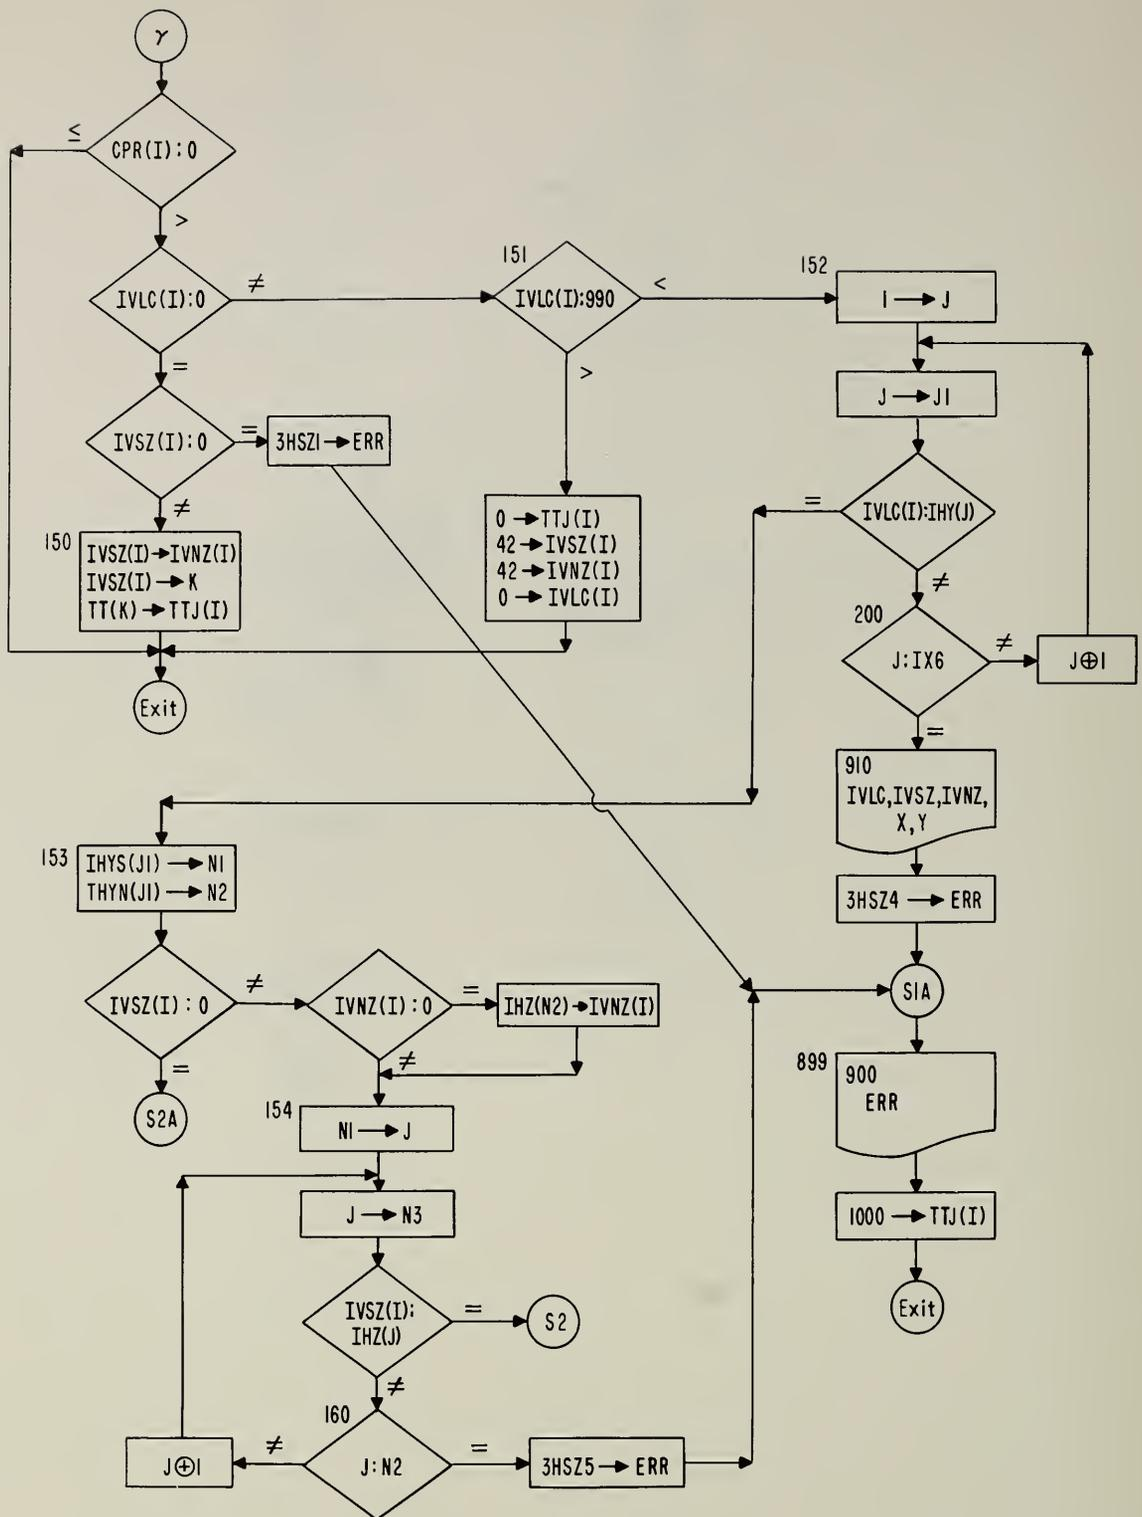 γ
CPR(I):0
≤
>
IVLC(I):0
≠
=
151
IVLC(I):990
<
>
152
1 → J
J → J1
IVSZ(I):0
=
3HSZ1 → ERR
≠
150
IVSZ(I)→IVNZ(I)
IVSZ(I)→K
TT(K)→TTJ(I)
Exit
0 → TTJ(I)
42 → IVSZ(I)
42 → IVNZ(I)
0 → IVLC(I)
IVLC(I):IHY(J)
=
≠
200
J:IX6
≠
J⊕1
=
910
IVLC,IVSZ,IVNZ,
X,Y
3HSZ4 → ERR
S1A
899
900
ERR
1000 → TTJ(I)
Exit
153
IHYS(J1) → N1
THYN(J1) → N2
IVSZ(I):0
≠
=
S2A
IVNZ(I):0
=
IHZ(N2)→IVNZ(I)
≠
154
N1 → J
J → N3
IVSZ(I):
IHZ(J)
=
S2
≠
160
J:N2
≠
J⊕1
=
3HSZ5 → ERR